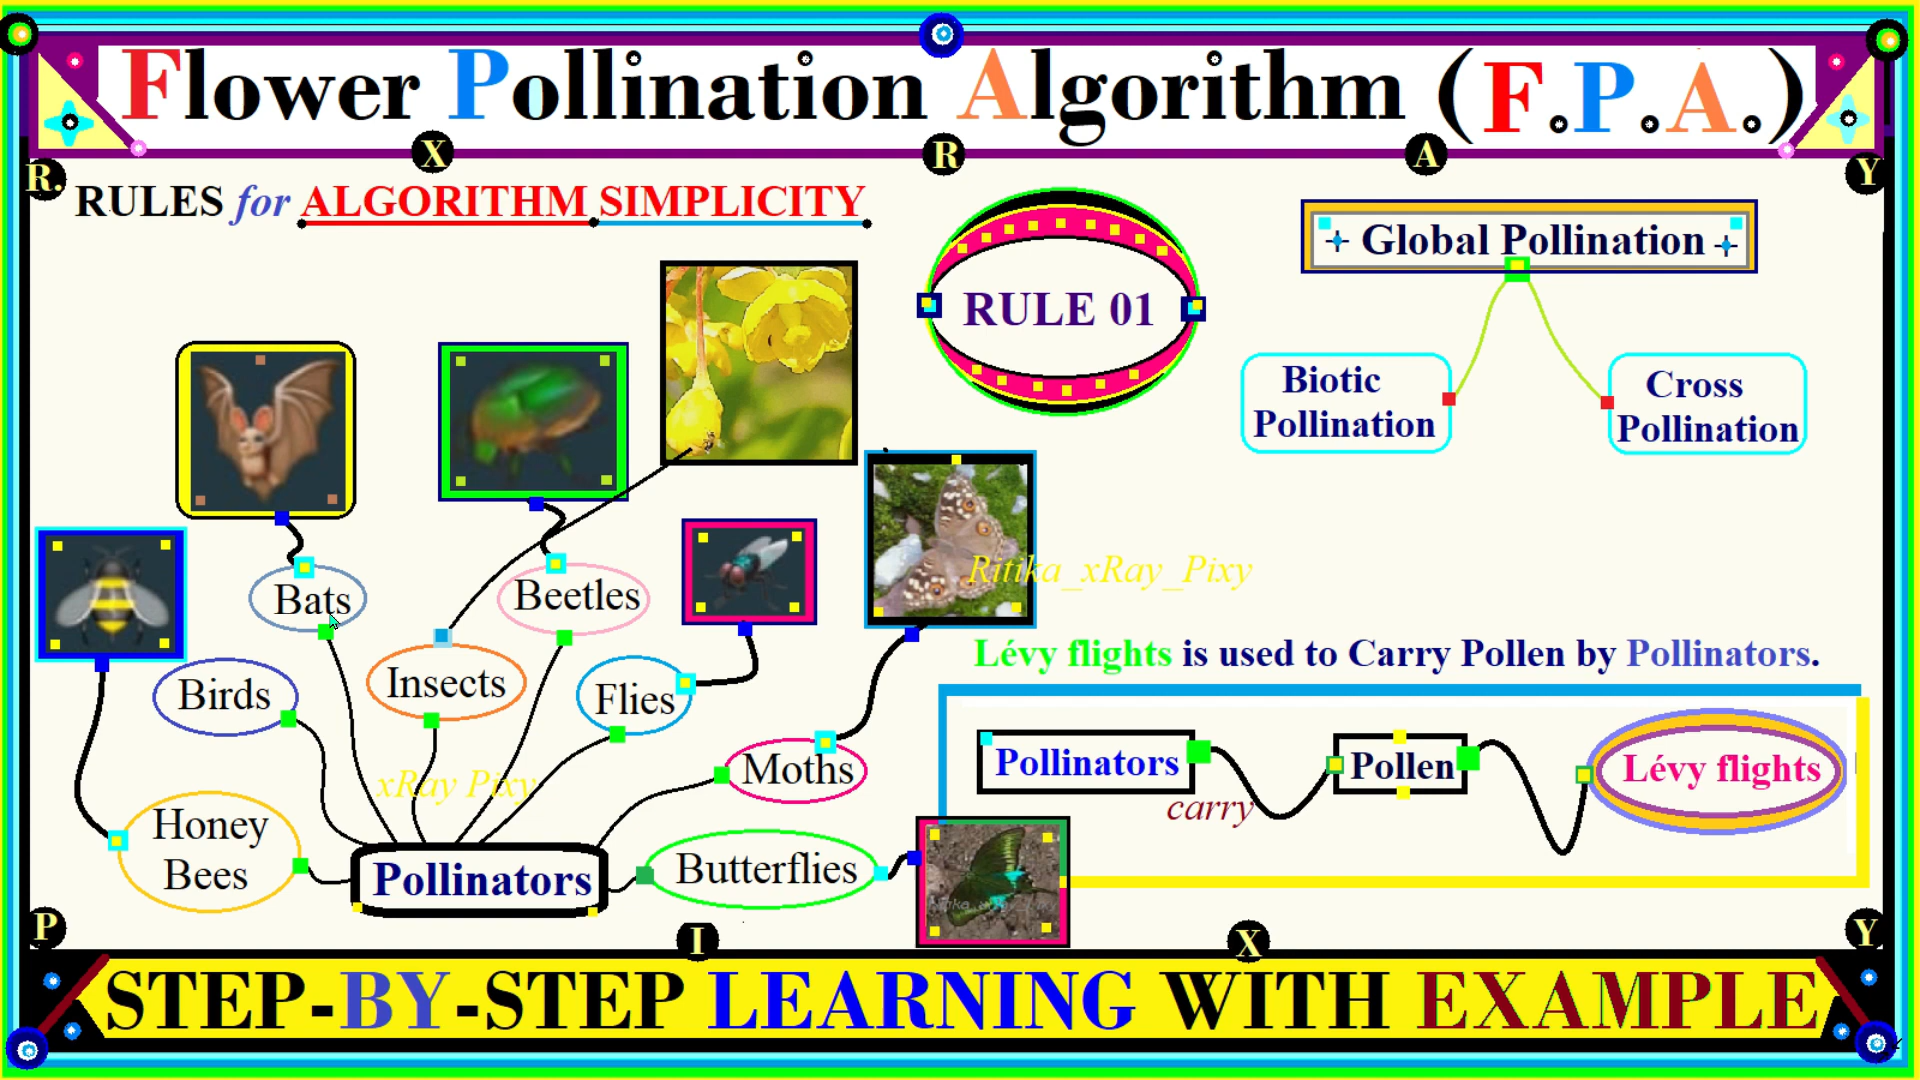 Flower Pollination Algorithm (F.P.A.)
X
R
A
R.
Y
RULES for ALGORITHM SIMPLICITY
RULE 01
Global Pollination
Biotic
Pollination
Cross
Pollination
Bats
Beetles
Birds
Insects
Flies
Moths
Honey
Bees
Butterflies
Pollinators
xRay Pixy
Ritika_xRay_Pixy
Lévy flights is used to Carry Pollen by Pollinators.
Pollinators
carry
Pollen
Lévy flights
P
I
X
Y
STEP-BY-STEP LEARNING WITH EXAMPLE